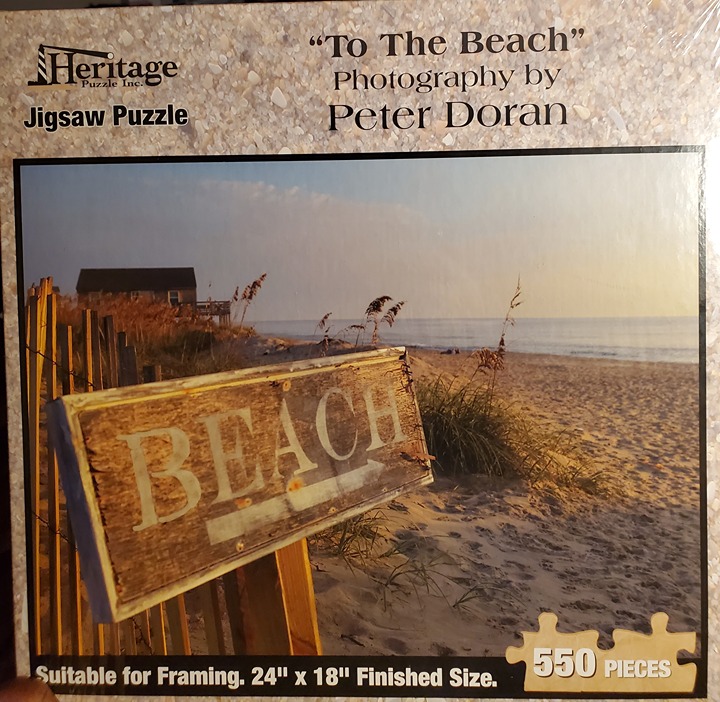 Heritage
Puzzle Inc.
Jigsaw Puzzle
“To The Beach”
Photography by
Peter Doran
BEACH
Suitable for Framing. 24" x 18" Finished Size.
550 PIECES